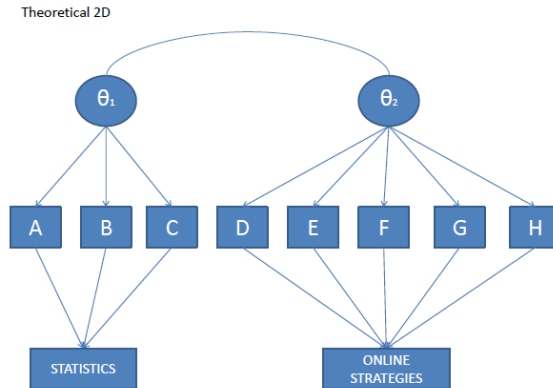 Theoretical 2D
θ₁
θ₂
A
B
C
D
E
F
G
H
STATISTICS
ONLINE
STRATEGIES